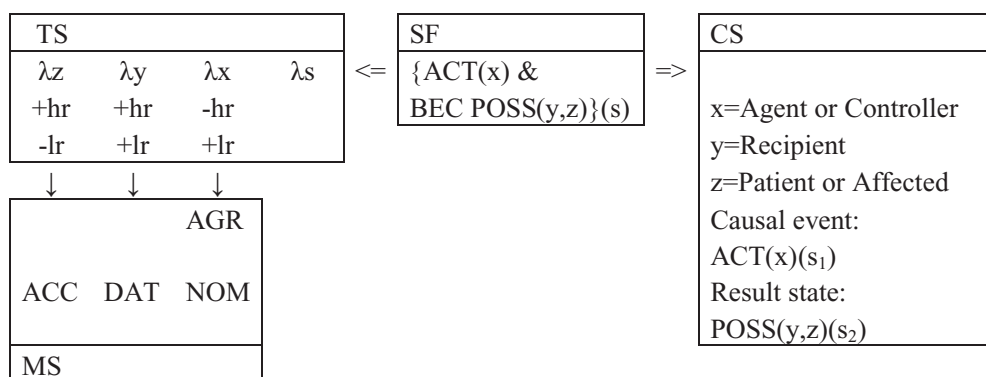 TS
λz λy λx λs
+hr +hr -hr
-lr +lr +lr
↓ ↓ ↓
AGR
ACC DAT NOM
MS
<=
SF
{ACT(x) &
BEC POSS(y,z)}(s)
=>
CS
x=Agent or Controller
y=Recipient
z=Patient or Affected
Causal event:
ACT(x)(s₁)
Result state:
POSS(y,z)(s₂)